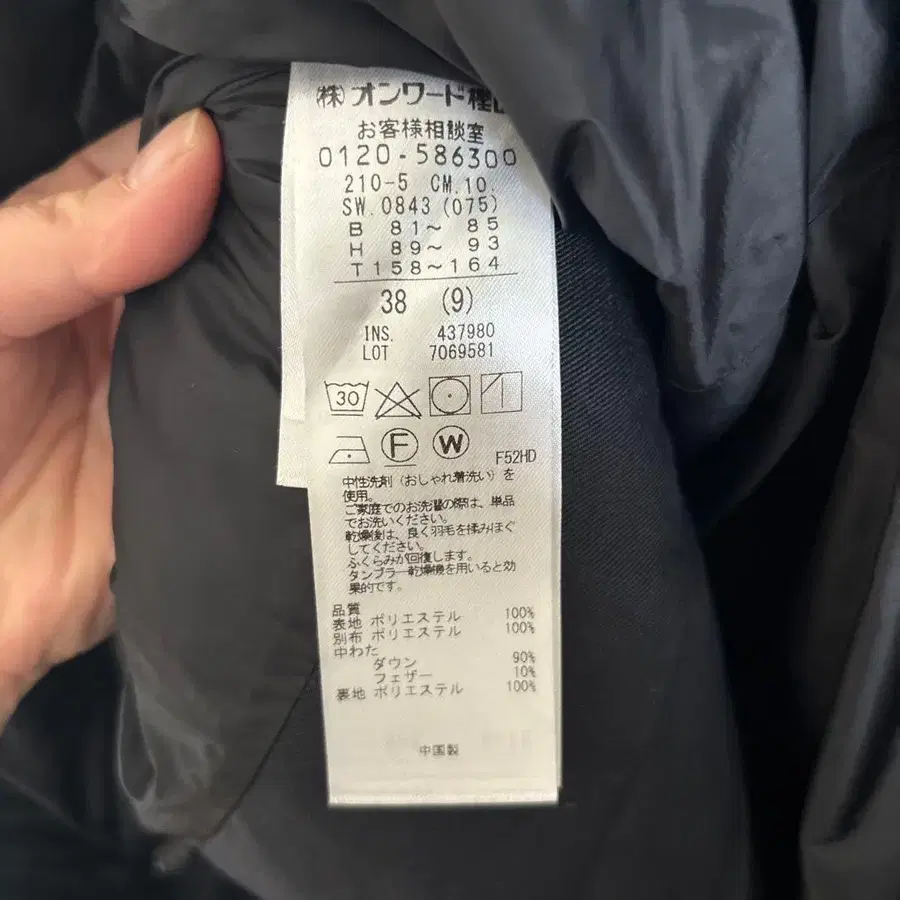 (株)オンワード樫山
お客様相談室
0120-586300
210-5 CM.10.
SW.0843 (075)
B 81〜 85
H 89〜 93
T 158〜164
38 (9)
INS. 437980
LOT 7069581
30
F W F52HD
中性洗剤(おしゃれ着洗い)を
使用。
ご家庭でのお洗濯の際は、単品
でお洗いください。
乾燥後は、良く羽毛を揉みほぐ
してください。
ふくらみが回復します。
タンブラー乾燥機を用いると効
果的です。
品質
表地 ポリエステル 100%
別布 ポリエステル 100%
中わた
ダウン 90%
フェザー 10%
裏地 ポリエステル 100%
中国製